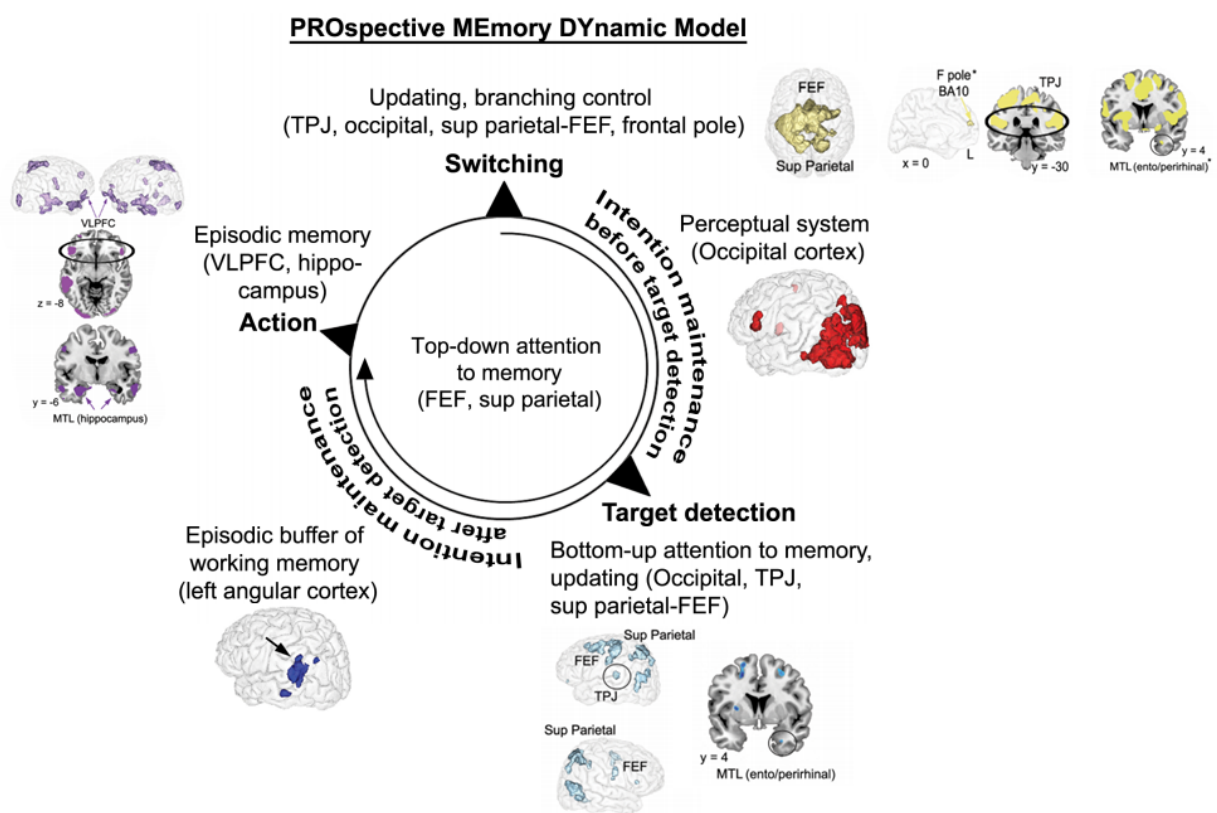 PROspective MEmory DYnamic Model
Updating, branching control
(TPJ, occipital, sup parietal-FEF, frontal pole)
Switching
FEF
Sup Parietal
F pole*
BA10
x = 0
L
TPJ
y = -30
y = 4
MTL (ento/perirhinal)*
VLPFC
z = -8
y = -6
MTL (hippocampus)
Episodic memory
(VLPFC, hippo-
campus)
Action
Intention maintenance
before target detection
Perceptual system
(Occipital cortex)
Top-down attention
to memory
(FEF, sup parietal)
Intention maintenance
after target detection
Target detection
Bottom-up attention to memory,
updating (Occipital, TPJ,
sup parietal-FEF)
Episodic buffer of
working memory
(left angular cortex)
Sup Parietal
FEF
TPJ
Sup Parietal
FEF
y = 4
MTL (ento/perirhinal)